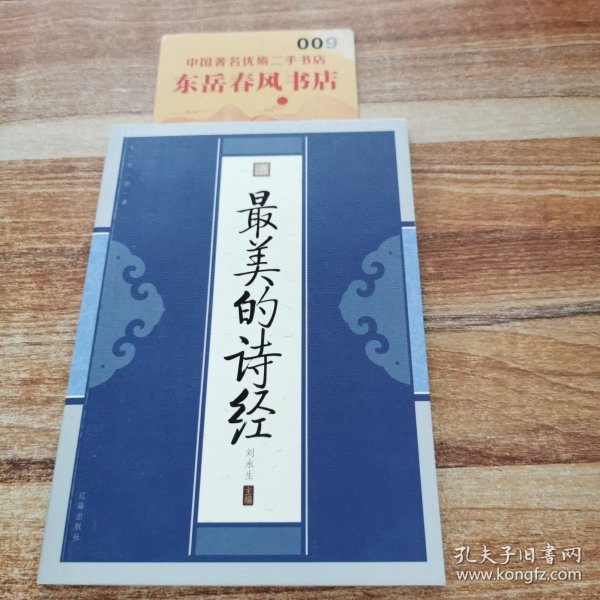 009
中国著名优质二手书店
东岳春风书店
最美的诗经
刘永生
主编
辽海出版社
孔夫子旧书网
www.kongfz.com